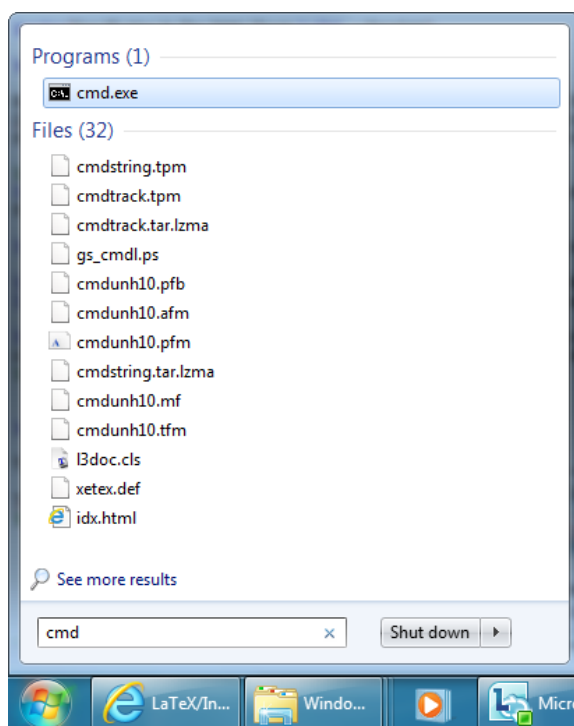 Programs (1)
cmd.exe
Files (32)
cmdstring.tpm
cmdtrack.tpm
cmdtrack.tar.lzma
gs_cmdl.ps
cmdunh10.pfb
cmdunh10.afm
cmdunh10.pfm
cmdstring.tar.lzma
cmdunh10.mf
cmdunh10.tfm
l3doc.cls
xetex.def
idx.html
See more results
cmd
Shut down
LaTeX/In... Windo... Micr